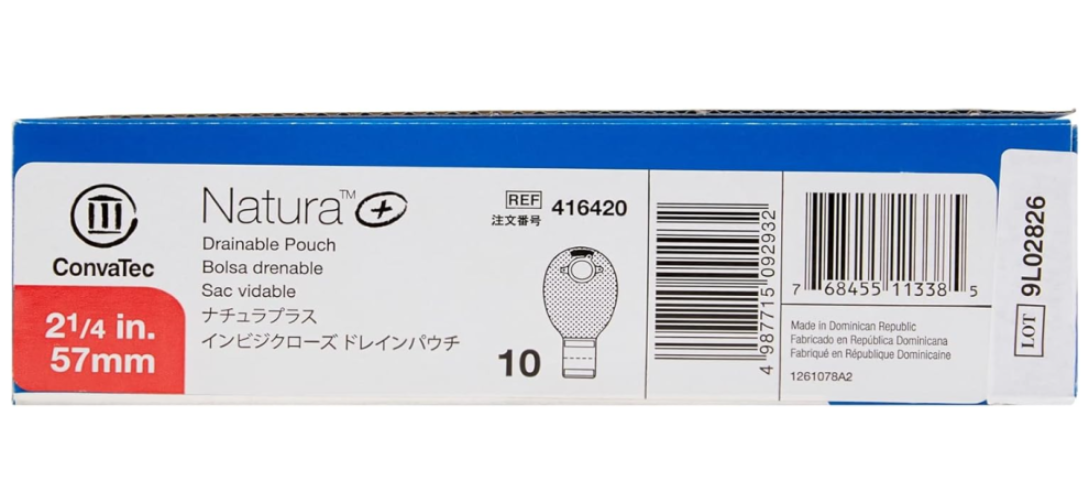 ConvaTec
2 1/4 in.
57mm
Natura™ +
Drainable Pouch
Bolsa drenable
Sac vidable
ナチュラプラス
インビジクローズ ドレインパウチ
REF 416420
注文番号
10
4 987715 092932
7 68455 11338 5
Made in Dominican Republic
Fabricado en República Dominicana
Fabriqué en République Dominicaine
1261078A2
LOT 9L02826